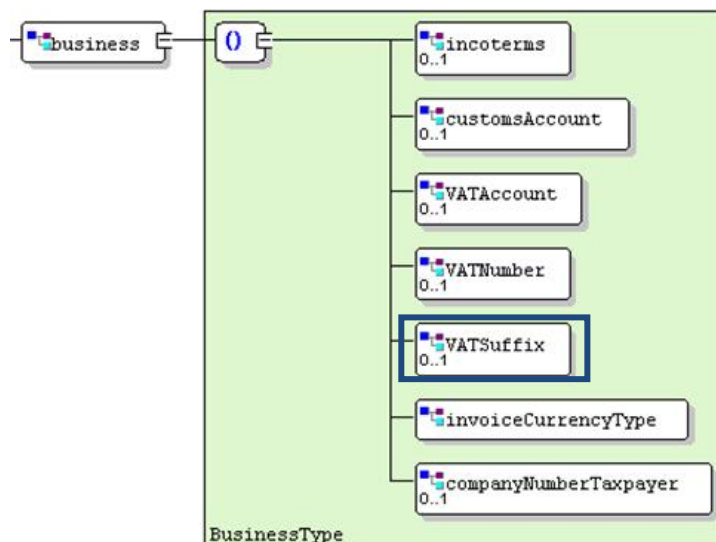 business
()
incoterms
0..1
customsAccount
0..1
VATAccount
0..1
VATNumber
0..1
VATSuffix
0..1
invoiceCurrencyType
companyNumberTaxpayer
0..1
BusinessType